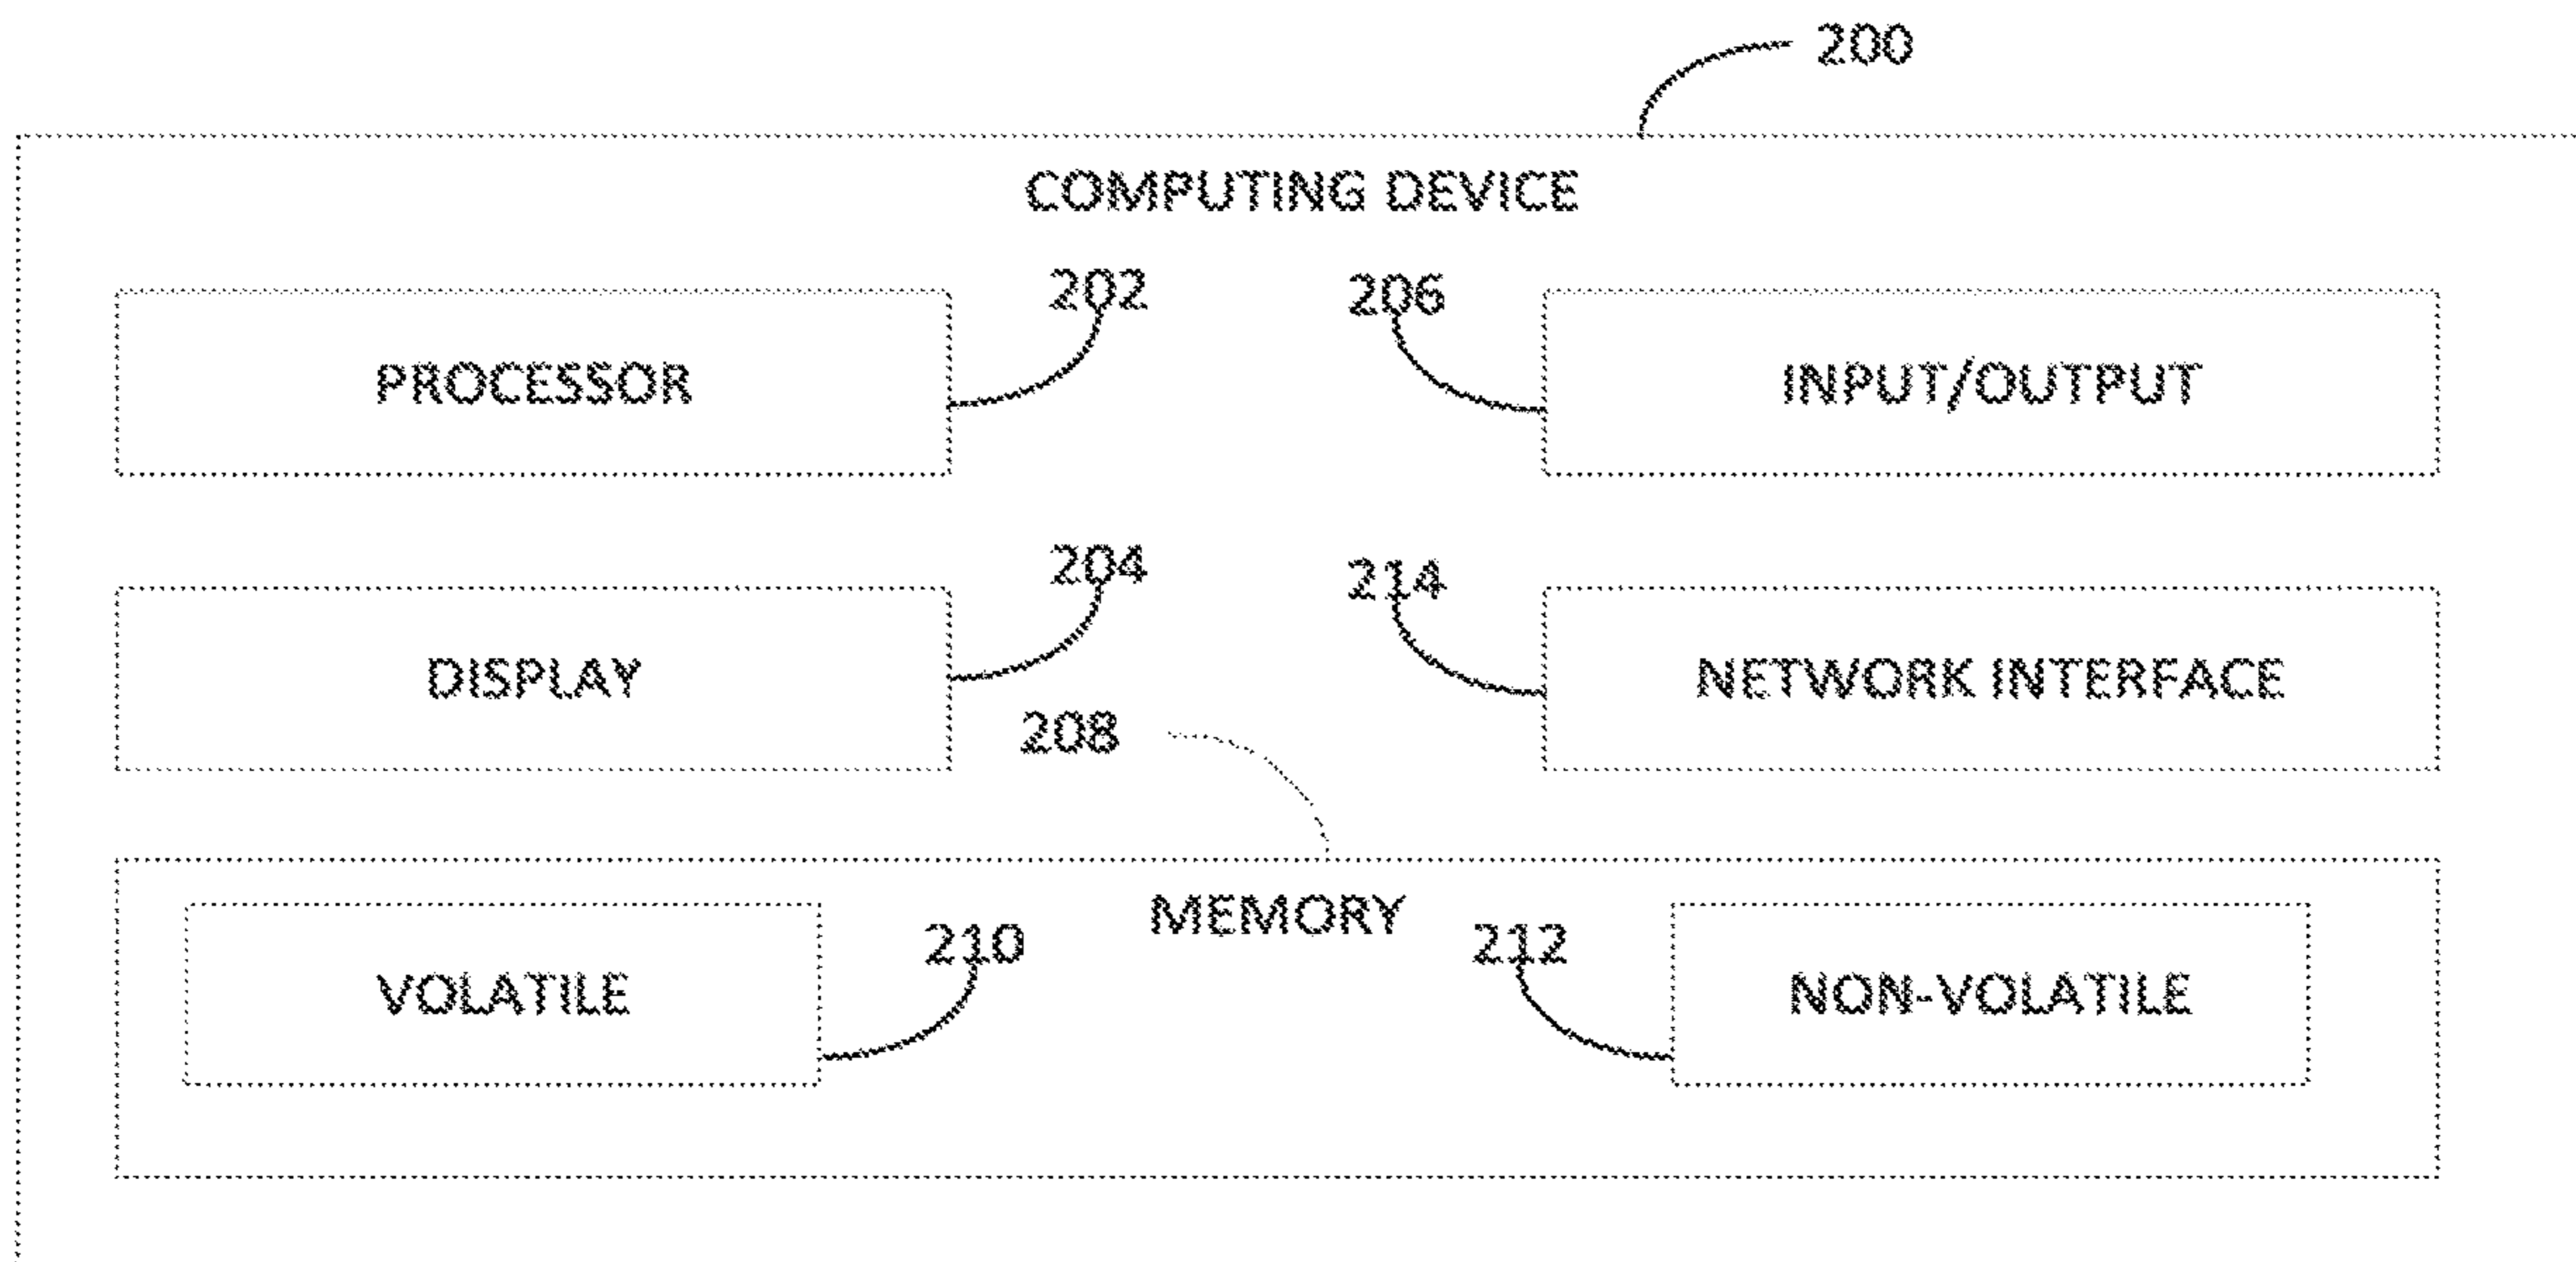 200
COMPUTING DEVICE
202
206
PROCESSOR
INPUT/OUTPUT
204
214
DISPLAY
NETWORK INTERFACE
208
MEMORY
210
212
VOLATILE
NON-VOLATILE